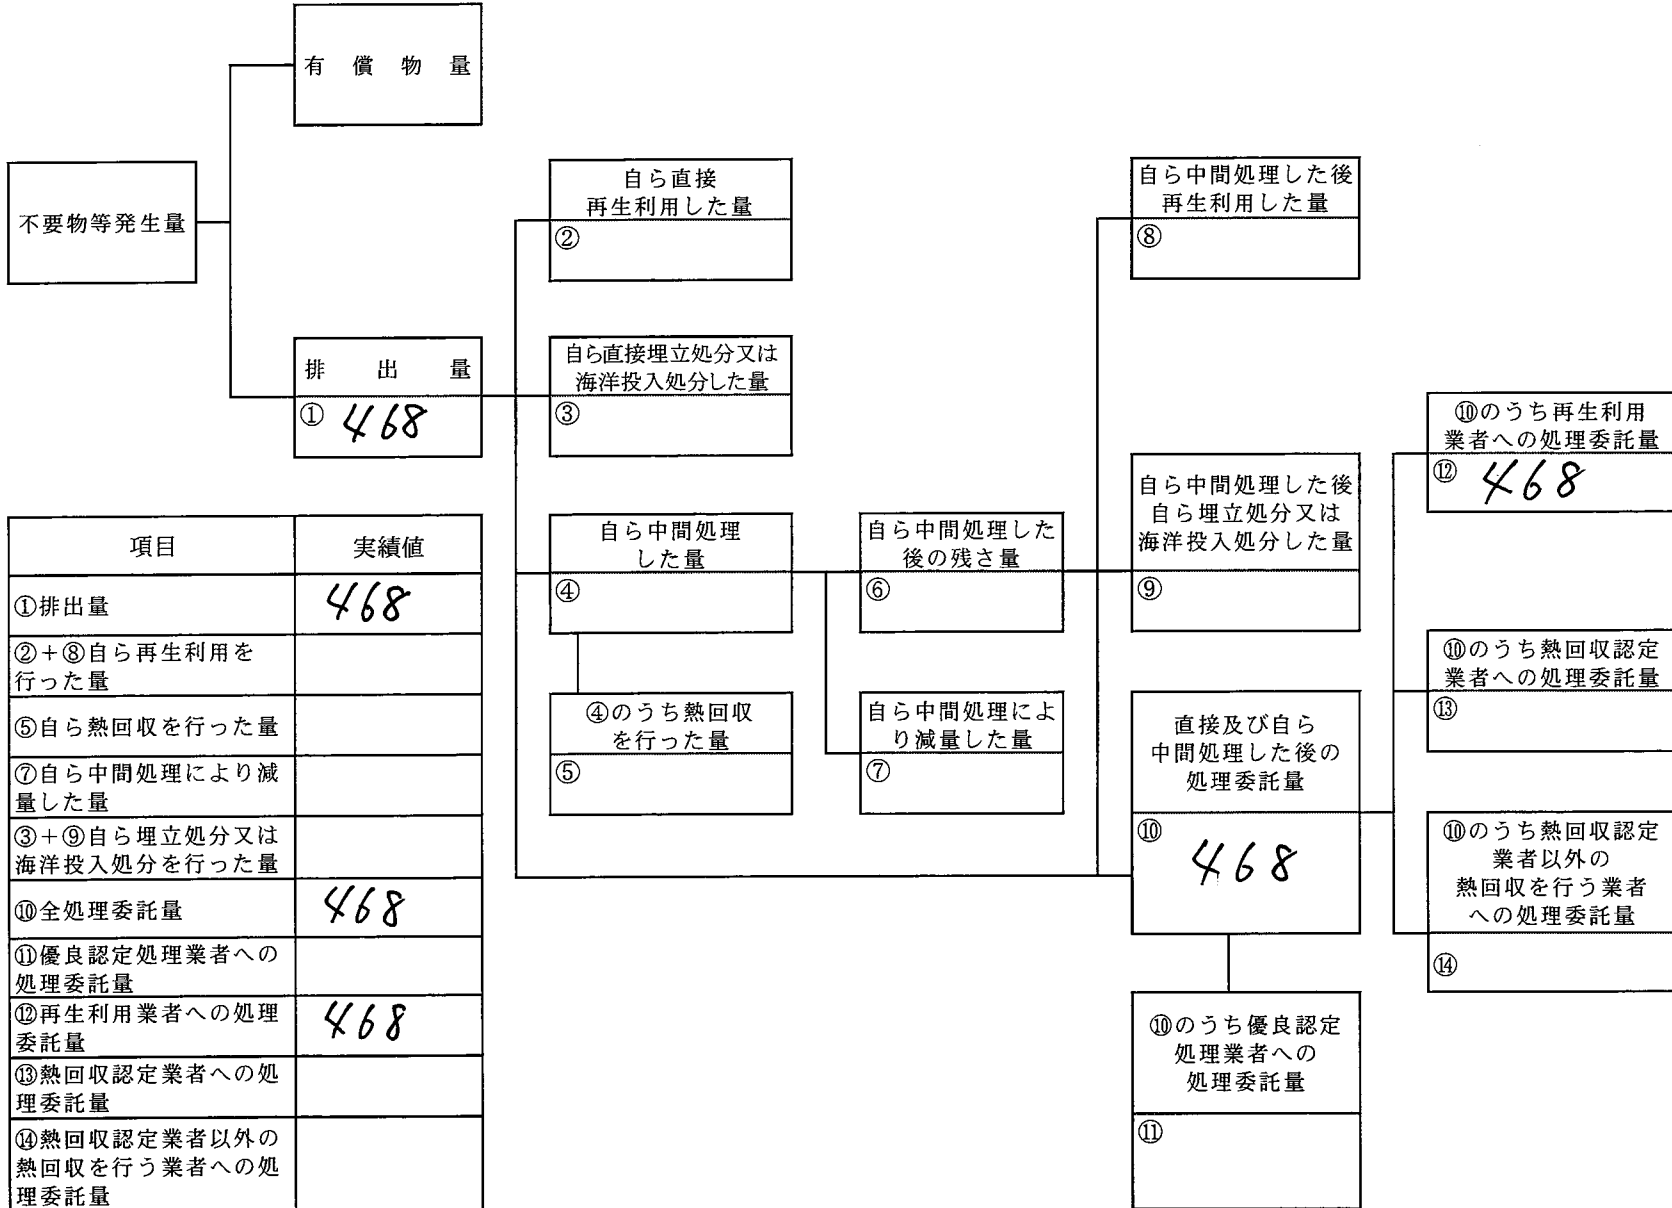 有償物量
不要物等発生量
排出量
① 468
自ら直接
再生利用した量
②
自ら直接埋立処分又は
海洋投入処分した量
③
自ら中間処理
した量
④
④のうち熱回収
を行った量
⑤
自ら中間処理した
後の残さ量
⑥
自ら中間処理によ
り減量した量
⑦
自ら中間処理した後
再生利用した量
⑧
自ら中間処理した後
自ら埋立処分又は
海洋投入処分した量
⑨
直接及び自ら
中間処理した後の
処理委託量
⑩ 468
⑩のうち優良認定
処理業者への
処理委託量
⑪
⑩のうち再生利用
業者への処理委託量
⑫ 468
⑩のうち熱回収認定
業者への処理委託量
⑬
⑩のうち熱回収認定
業者以外の
熱回収を行う業者
への処理委託量
⑭
項目 実績値
①排出量 468
②+⑧自ら再生利用を
行った量
⑤自ら熱回収を行った量
⑦自ら中間処理により減
量した量
③+⑨自ら埋立処分又は
海洋投入処分を行った量
⑩全処理委託量 468
⑪優良認定処理業者への
処理委託量
⑫再生利用業者への処理
委託量 468
⑬熱回収認定業者への処
理委託量
⑭熱回収認定業者以外の
熱回収を行う業者への処
理委託量